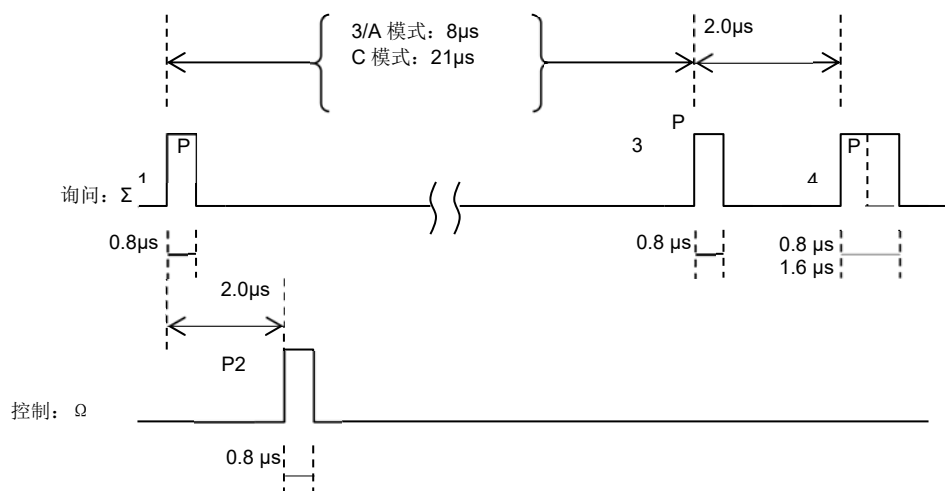 3/A 模式：8μs
C 模式：21μs
2.0μs
P
3
P
P
1
4
询问：Σ
0.8μs
0.8 μs
0.8 μs
1.6 μs
2.0μs
P2
控制：Ω
0.8 μs